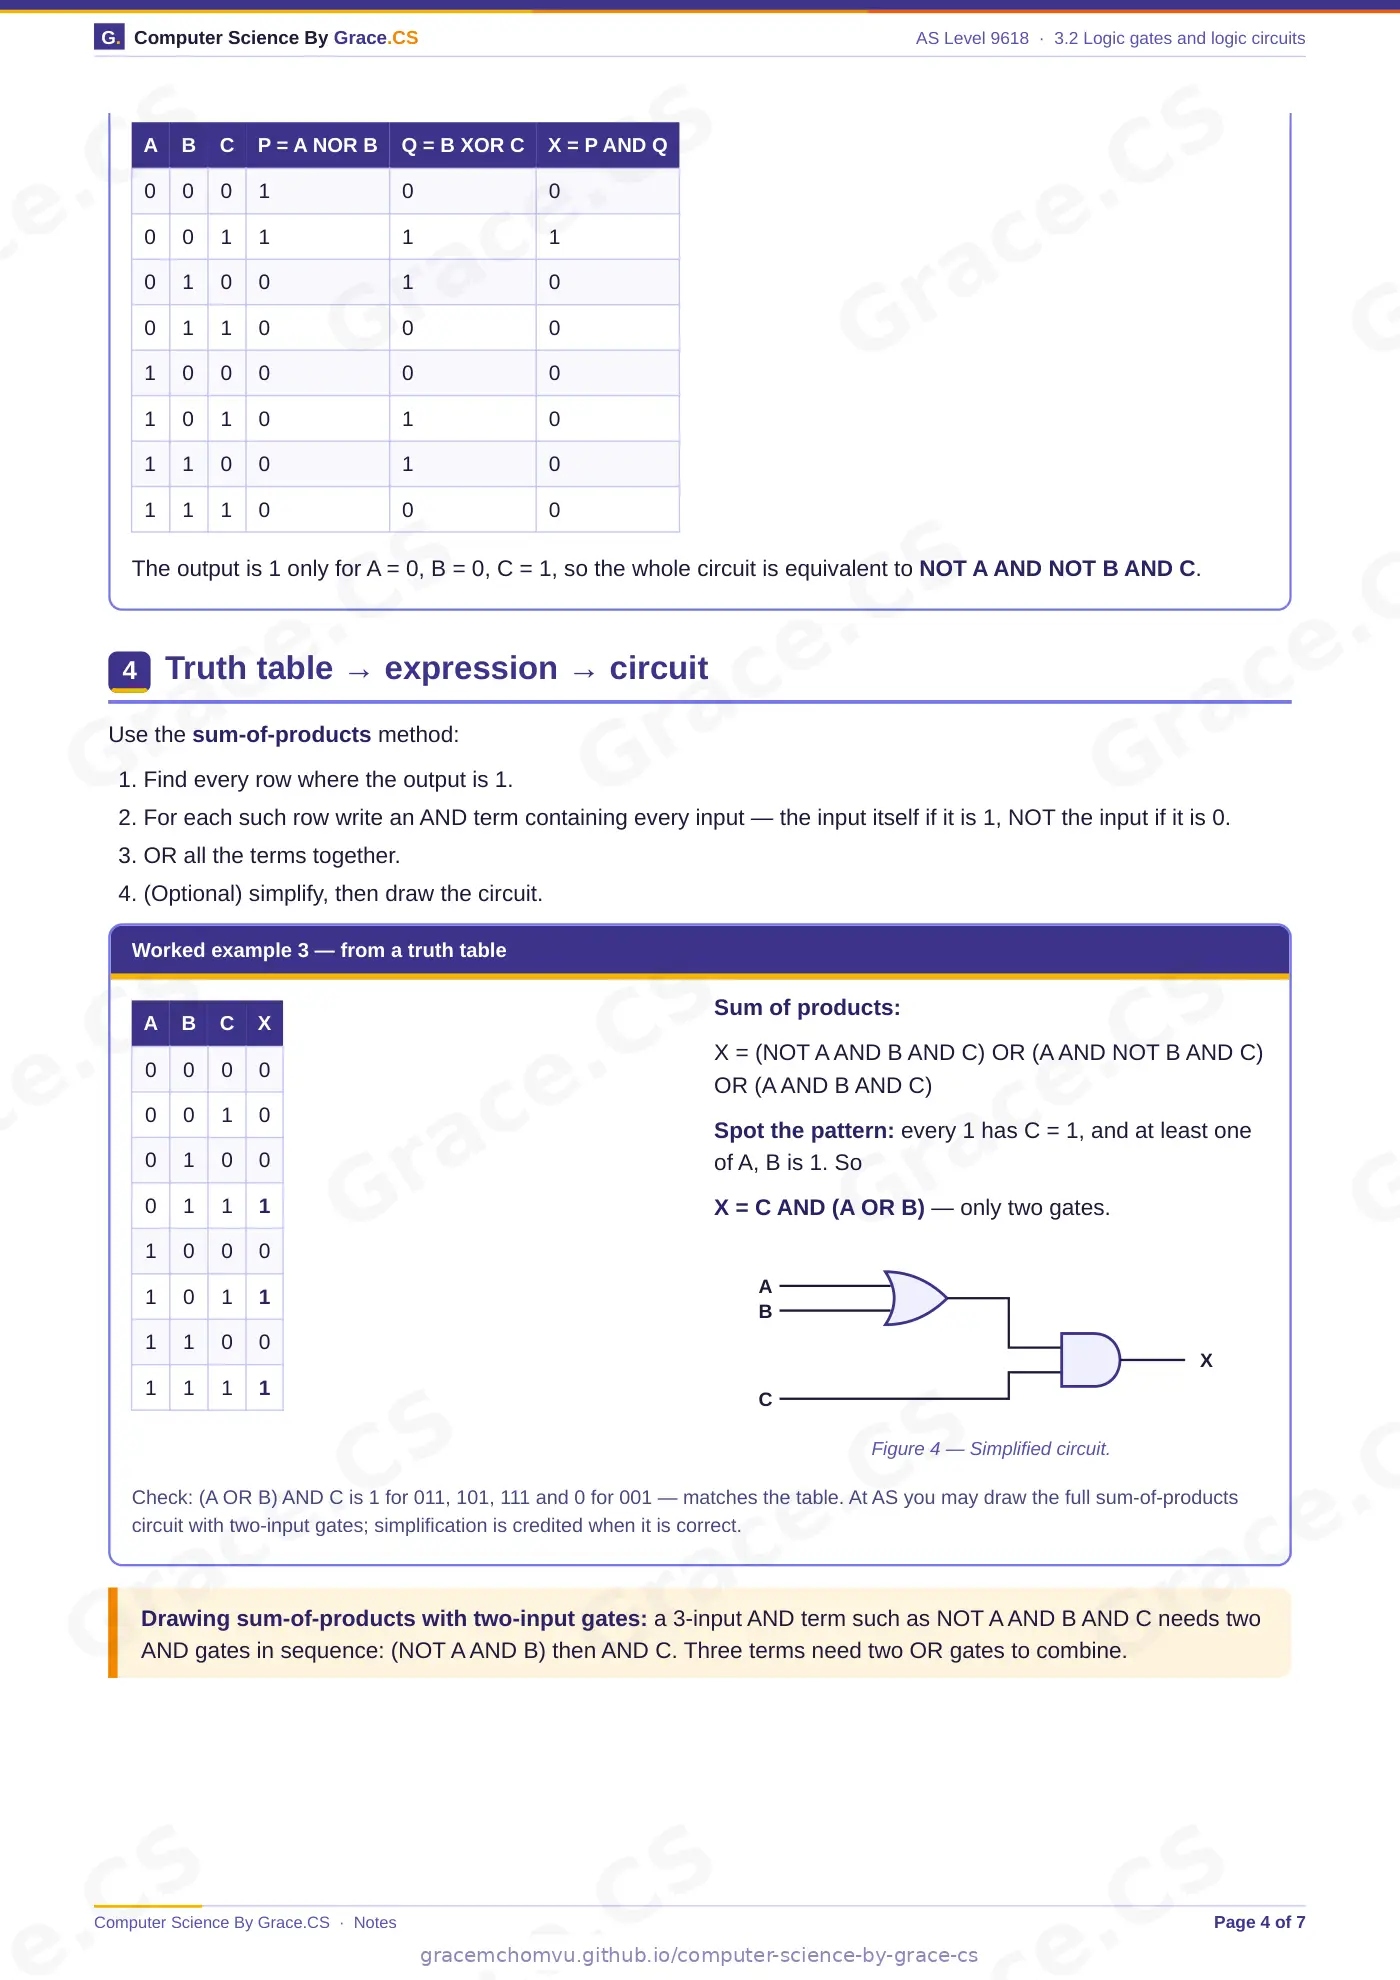 G. Computer Science By Grace.CS
AS Level 9618 · 3.2 Logic gates and logic circuits
A B C P = A NOR B Q = B XOR C X = P AND Q
0 0 0 1 0 0
0 0 1 1 1 1
0 1 0 0 1 0
0 1 1 0 0 0
1 0 0 0 0 0
1 0 1 0 1 0
1 1 0 0 1 0
1 1 1 0 0 0
The output is 1 only for A = 0, B = 0, C = 1, so the whole circuit is equivalent to NOT A AND NOT B AND C.
4 Truth table → expression → circuit
Use the sum-of-products method:
1. Find every row where the output is 1.
2. For each such row write an AND term containing every input — the input itself if it is 1, NOT the input if it is 0.
3. OR all the terms together.
4. (Optional) simplify, then draw the circuit.
Worked example 3 — from a truth table
A B C X
0 0 0 0
0 0 1 0
0 1 0 0
0 1 1 1
1 0 0 0
1 0 1 1
1 1 0 0
1 1 1 1
Sum of products:
X = (NOT A AND B AND C) OR (A AND NOT B AND C)
OR (A AND B AND C)
Spot the pattern: every 1 has C = 1, and at least one
of A, B is 1. So
X = C AND (A OR B) — only two gates.
A
B
X
C
Figure 4 — Simplified circuit.
Check: (A OR B) AND C is 1 for 011, 101, 111 and 0 for 001 — matches the table. At AS you may draw the full sum-of-products
circuit with two-input gates; simplification is credited when it is correct.
Drawing sum-of-products with two-input gates: a 3-input AND term such as NOT A AND B AND C needs two
AND gates in sequence: (NOT A AND B) then AND C. Three terms need two OR gates to combine.
Computer Science By Grace.CS · Notes
Page 4 of 7
gracemchomvu.github.io/computer-science-by-grace-cs